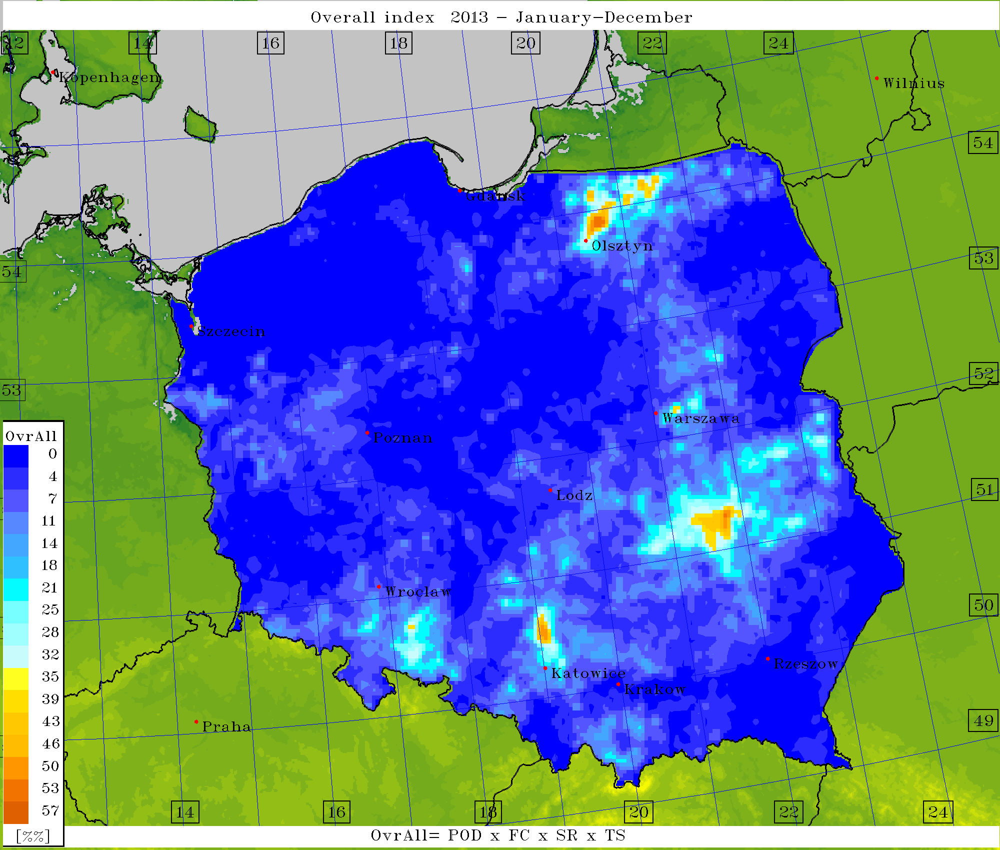 Overall index 2013 - January-December
12
14
16
18
20
22
24
Kopenhagen
Wilnius
54
Gdansk
Olsztyn
53
54
Szczecin
52
53
Warszawa
OvrAll
Poznan
0
4
51
7
Lodz
11
14
18
21
Wroclaw
25
50
28
32
Rzeszow
35
Katowice
39
Krakow
43
49
Praha
46
50
53
57
14
16
18
20
22
24
[%%]
OvrAll= POD x FC x SR x TS